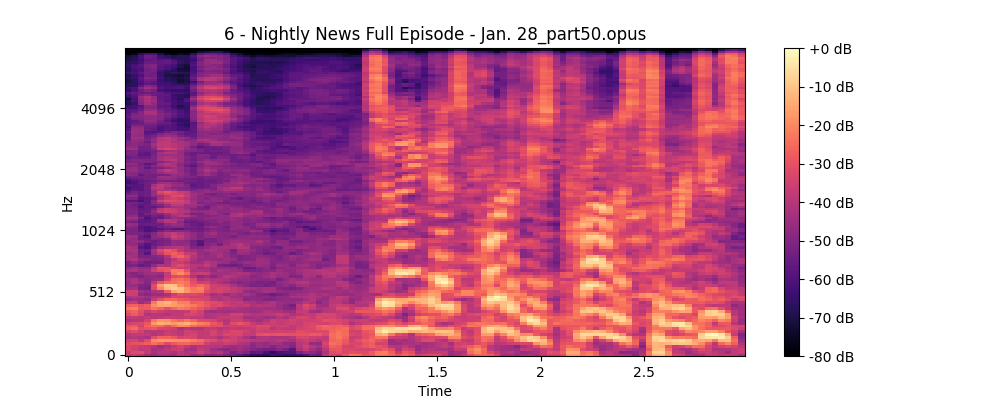 6 - Nightly News Full Episode - Jan. 28_part50.opus
+0 dB
-10 dB
-20 dB
-30 dB
-40 dB
-50 dB
-60 dB
-70 dB
-80 dB
Hz
4096
2048
1024
512
0
0 0.5 1 1.5 2 2.5
Time